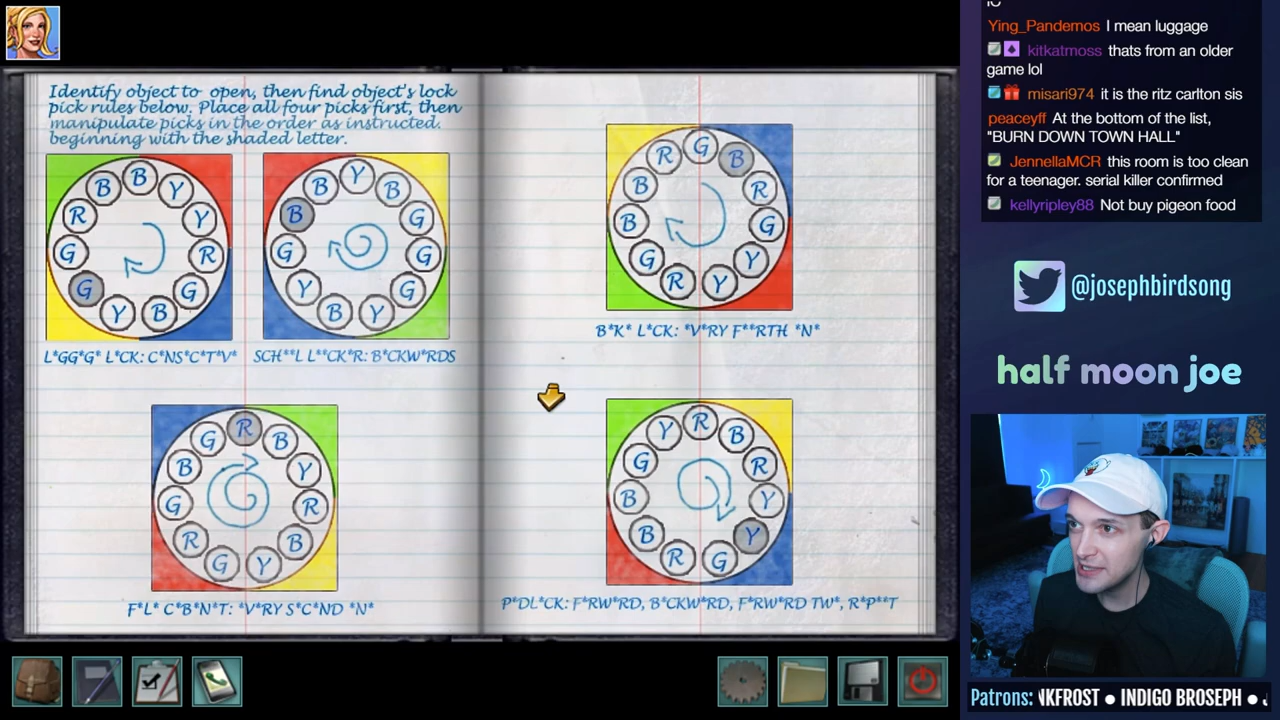 Identify object to open, then find object's lock
pick rules below. Place all four picks first, then
manipulate picks in the order as instructed.
beginning with the shaded letter.
B Y Y R G B Y G G R B
L*GG*G* L*CK: C*NS*C*T*V*
Y B G G G Y B Y G B B
SCH**L L**CK*R: B*CKW*RDS
R B Y R B Y G R G B G
F*L* C*B*N*T: *V*RY S*C*ND *N*
G B R G Y Y R G B B R
B*K* L*CK: *V*RY F**RTH *N*
R B R Y Y G R B B G Y
P*DL*CK: F*RW*RD, B*CKW*RD, F*RW*RD TW*, R*P**T
Ying_Pandemos I mean luggage
kitkatmoss thats from an older
game lol
misari974 it is the ritz carlton sis
peaceyff At the bottom of the list,
"BURN DOWN TOWN HALL"
JennellaMCR this room is too clean
for a teenager. serial killer confirmed
kellyripley88 Not buy pigeon food
@josephbirdsong
half moon joe
Patrons: NKFROST • INDIGO BROSEPH •